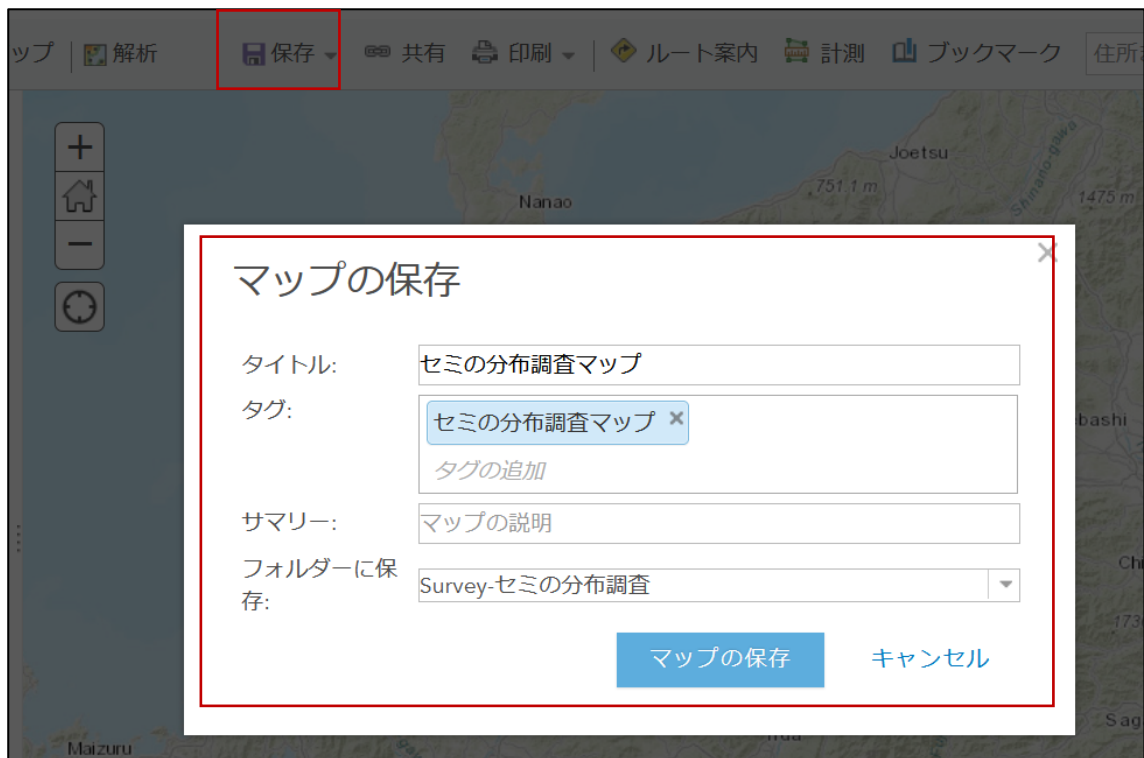 ップ 解析 保存 共有 印刷 ルート案内 計測 ブックマーク 住所
Joetsu
751.1 m
Shinano-gawa
1475 m
Nanao
マップの保存
タイトル: セミの分布調査マップ
タグ: セミの分布調査マップ
タグの追加
bashi
サマリー: マップの説明
フォルダーに保
存:
Survey-セミの分布調査
Chi
173
マップの保存 キャンセル
Sag
Maizuru